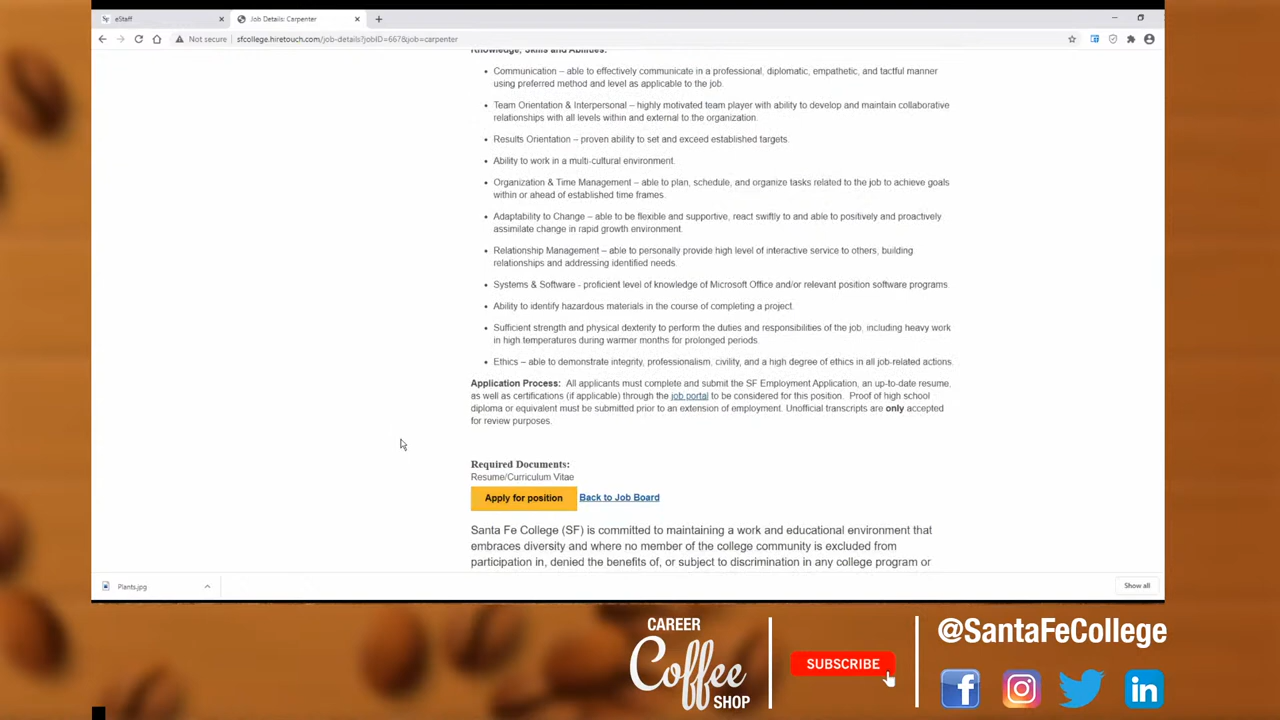 eStaff
Job Details: Carpenter
Not secure sfcollege.hiretouch.com/job-details?jobID=667&job=carpenter
Knowledge, Skills and Abilities:
• Communication – able to effectively communicate in a professional, diplomatic, empathetic, and tactful manner
using preferred method and level as applicable to the job.
• Team Orientation & Interpersonal – highly motivated team player with ability to develop and maintain collaborative
relationships with all levels within and external to the organization.
• Results Orientation – proven ability to set and exceed established targets.
• Ability to work in a multi-cultural environment.
• Organization & Time Management – able to plan, schedule, and organize tasks related to the job to achieve goals
within or ahead of established time frames.
• Adaptability to Change – able to be flexible and supportive, react swiftly to and able to positively and proactively
assimilate change in rapid growth environment.
• Relationship Management – able to personally provide high level of interactive service to others, building
relationships and addressing identified needs.
• Systems & Software - proficient level of knowledge of Microsoft Office and/or relevant position software programs.
• Ability to identify hazardous materials in the course of completing a project.
• Sufficient strength and physical dexterity to perform the duties and responsibilities of the job, including heavy work
in high temperatures during warmer months for prolonged periods.
• Ethics – able to demonstrate integrity, professionalism, civility, and a high degree of ethics in all job-related actions.
Application Process: All applicants must complete and submit the SF Employment Application, an up-to-date resume,
as well as certifications (if applicable) through the job portal to be considered for this position. Proof of high school
diploma or equivalent must be submitted prior to an extension of employment. Unofficial transcripts are only accepted
for review purposes.
Required Documents:
Resume/Curriculum Vitae
Apply for position Back to Job Board
Santa Fe College (SF) is committed to maintaining a work and educational environment that
embraces diversity and where no member of the college community is excluded from
participation in, denied the benefits of, or subject to discrimination in any college program or
Plants.jpg
Show all
CAREER
Coffee
SHOP
SUBSCRIBE
@SantaFeCollege